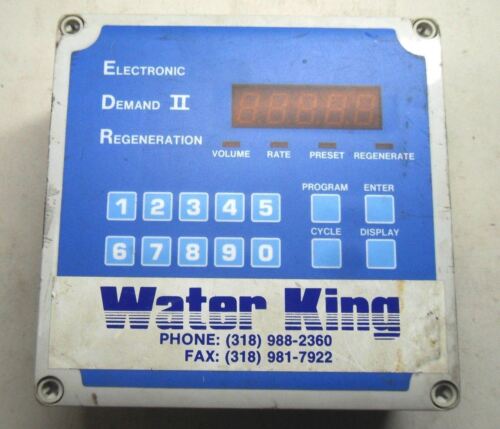 ELECTRONIC
DEMAND II
REGENERATION
VOLUME RATE PRESET REGENERATE
PROGRAM ENTER
1 2 3 4 5
CYCLE DISPLAY
6 7 8 9 0
Water King
PHONE: (318) 988-2360
FAX: (318) 981-7922